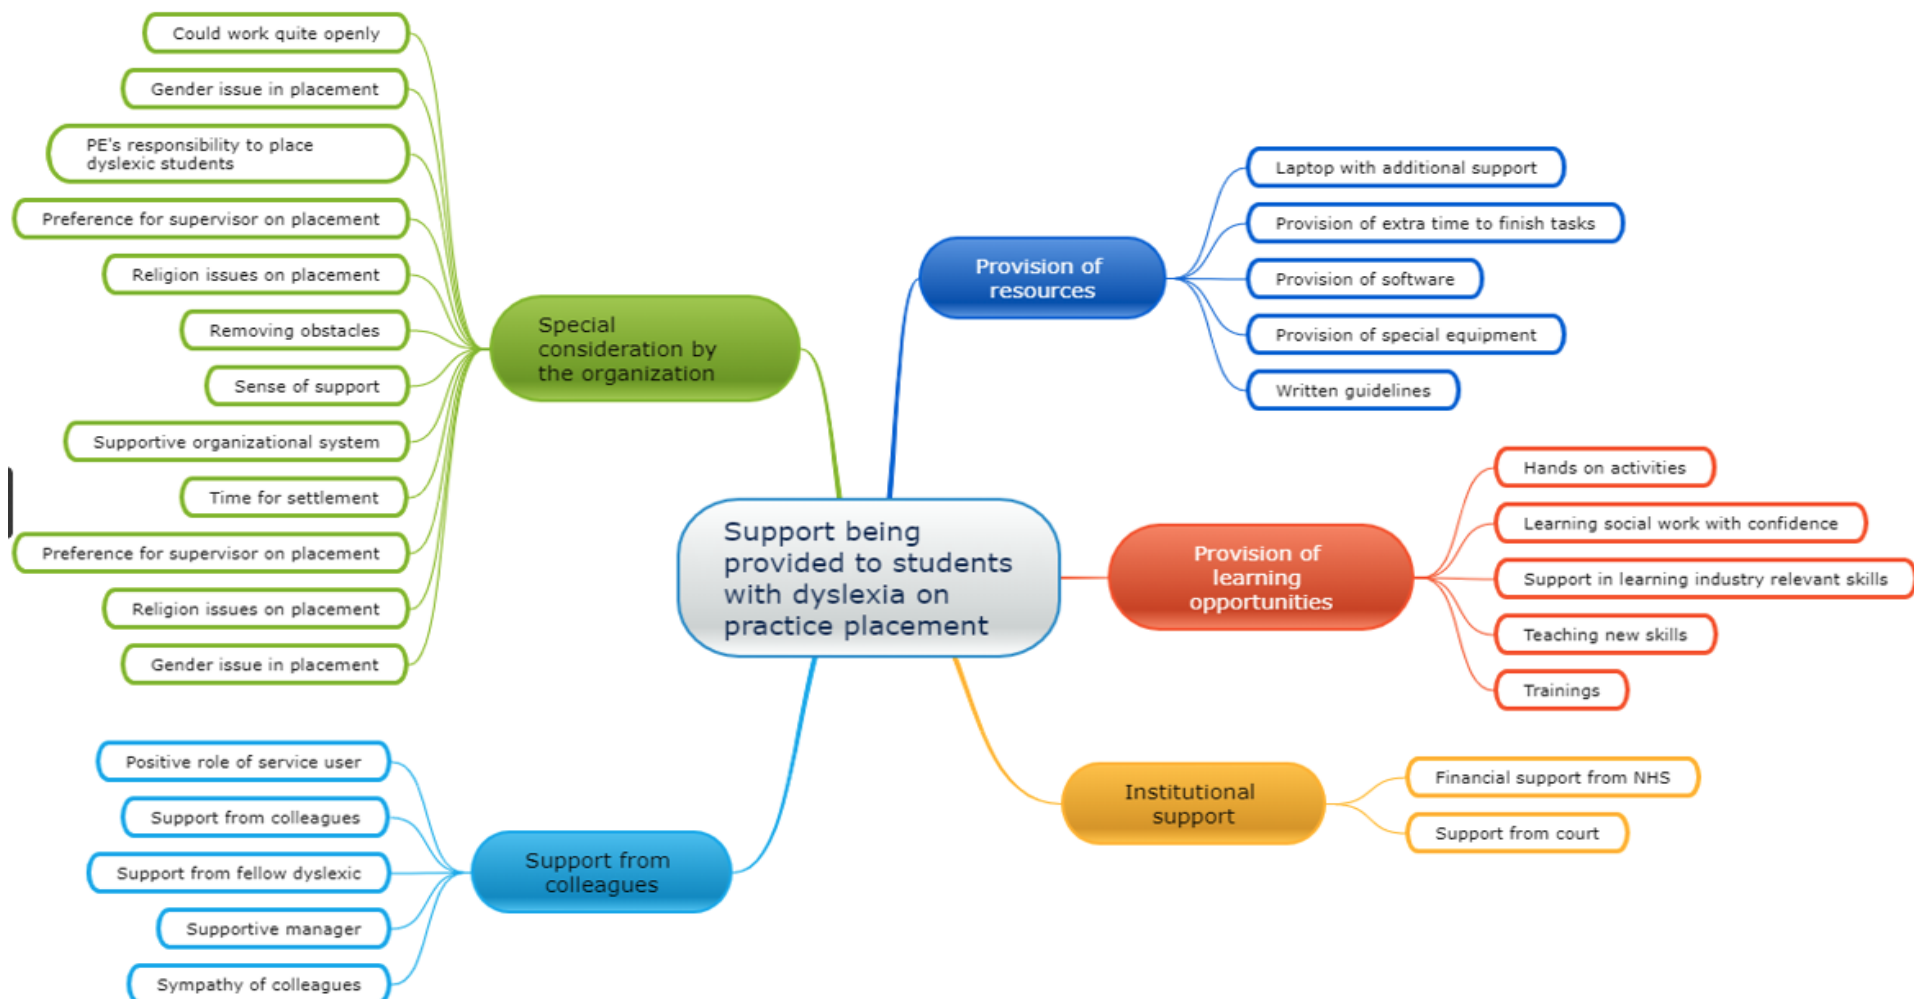 Could work quite openly
Gender issue in placement
PE's responsibility to place
dyslexic students
Preference for supervisor on placement
Religion issues on placement
Removing obstacles
Sense of support
Supportive organizational system
Time for settlement
Preference for supervisor on placement
Religion issues on placement
Gender issue in placement
Special
consideration by
the organization
Positive role of service user
Support from colleagues
Support from fellow dyslexic
Supportive manager
Sympathy of colleagues
Support from
colleagues
Support being
provided to students
with dyslexia on
practice placement
Provision of
resources
Laptop with additional support
Provision of extra time to finish tasks
Provision of software
Provision of special equipment
Written guidelines
Provision of
learning
opportunities
Hands on activities
Learning social work with confidence
Support in learning industry relevant skills
Teaching new skills
Trainings
Institutional
support
Financial support from NHS
Support from court